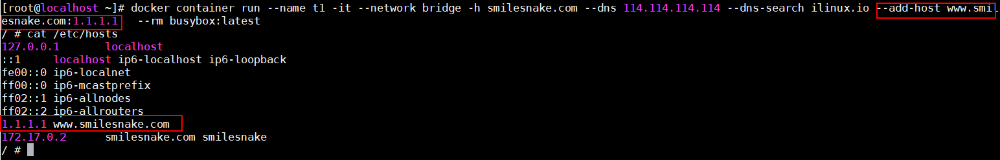 [root@localhost ~]# docker container run --name t1 -it --network bridge -h smilesnake.com --dns 114.114.114.114 --dns-search ilinux.io --add-host www.smil
esnake.com:1.1.1.1   --rm busybox:latest
/ # cat /etc/hosts
127.0.0.1       localhost
::1     localhost ip6-localhost ip6-loopback
fe00::0 ip6-localnet
ff00::0 ip6-mcastprefix
ff02::1 ip6-allnodes
ff02::2 ip6-allrouters
1.1.1.1 www.smilesnake.com
172.17.0.2      smilesnake.com smilesnake
/ #